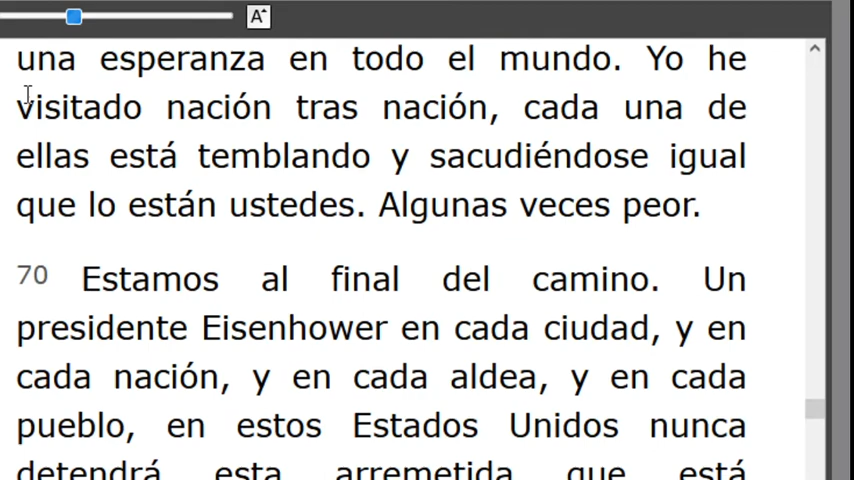 A
una esperanza en todo el mundo. Yo he
visitado nación tras nación, cada una de
ellas está temblando y sacudiéndose igual
que lo están ustedes. Algunas veces peor.
70 Estamos al final del camino. Un
presidente Eisenhower en cada ciudad, y en
cada nación, y en cada aldea, y en cada
pueblo, en estos Estados Unidos nunca
detendrá esta arremetida que está